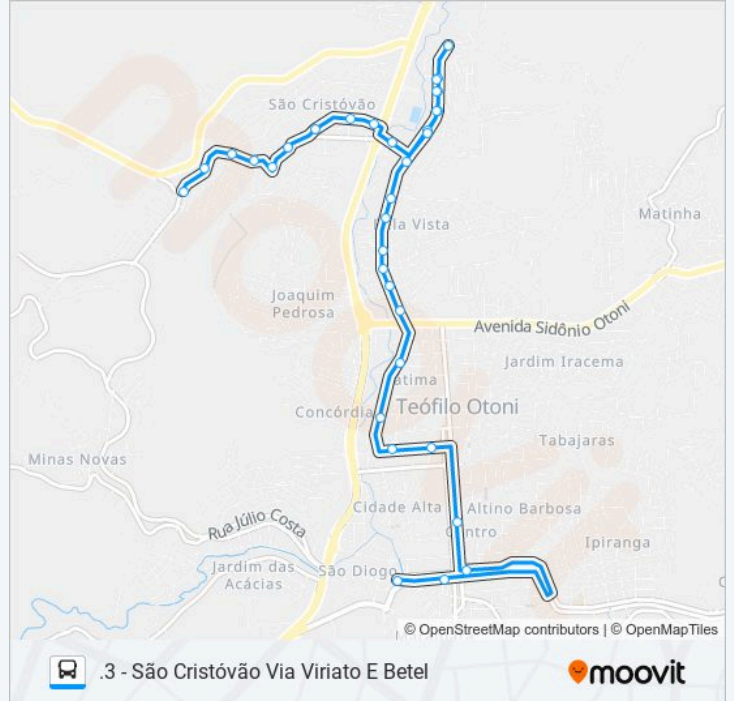 São Cristóvão
Matinha
Bela Vista
Joaquim
Pedrosa
Avenida Sidônio Otoni
Jardim Iracema
Fátima
Concórdia
Teófilo Otoni
Tabajaras
Minas Novas
Cidade Alta
Altino Barbosa
Centro
Rua Júlio Costa
Ipiranga
Jardim das
Acácias
São Diogo
© OpenStreetMap contributors | © OpenMapTiles
.3 - São Cristóvão Via Viriato E Betel
moovit